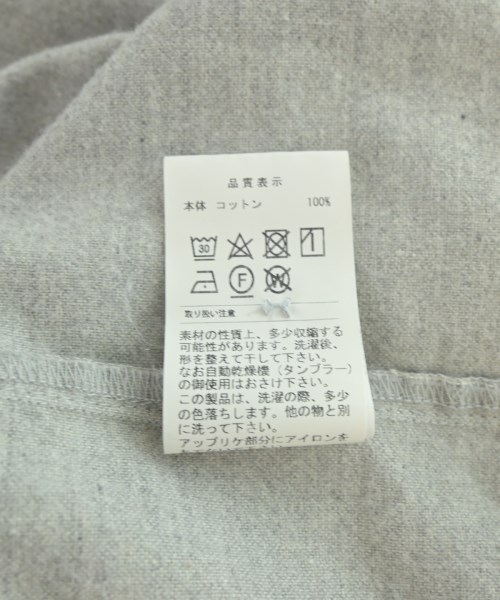 品質表示
本体 コットン 100%
30
F W
取り扱い注意
素材の性質上、多少収縮する
可能性があります。洗濯後、
形を整えて干して下さい。
なお自動乾燥機（タンブラー）
の御使用はおさけ下さい。
この製品は、洗濯の際、多少
の色落ちします。他の物と別
に洗って下さい。
アップリケ部分にアイロンを